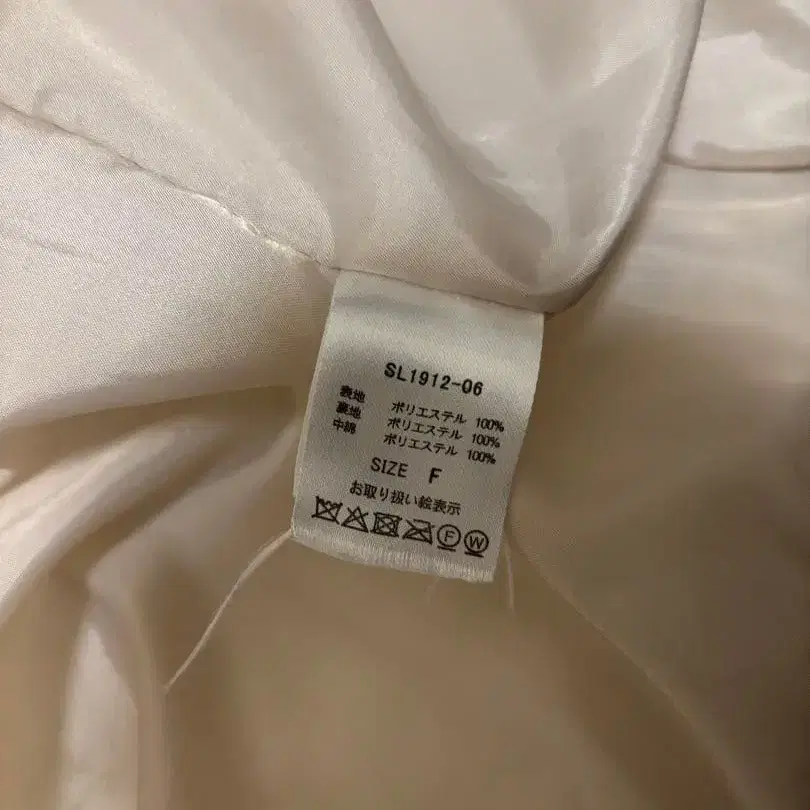 SL1912-06
表地 ポリエステル 100%
裏地 ポリエステル 100%
中綿 ポリエステル 100%
SIZE F
お取り扱い絵表示
F W